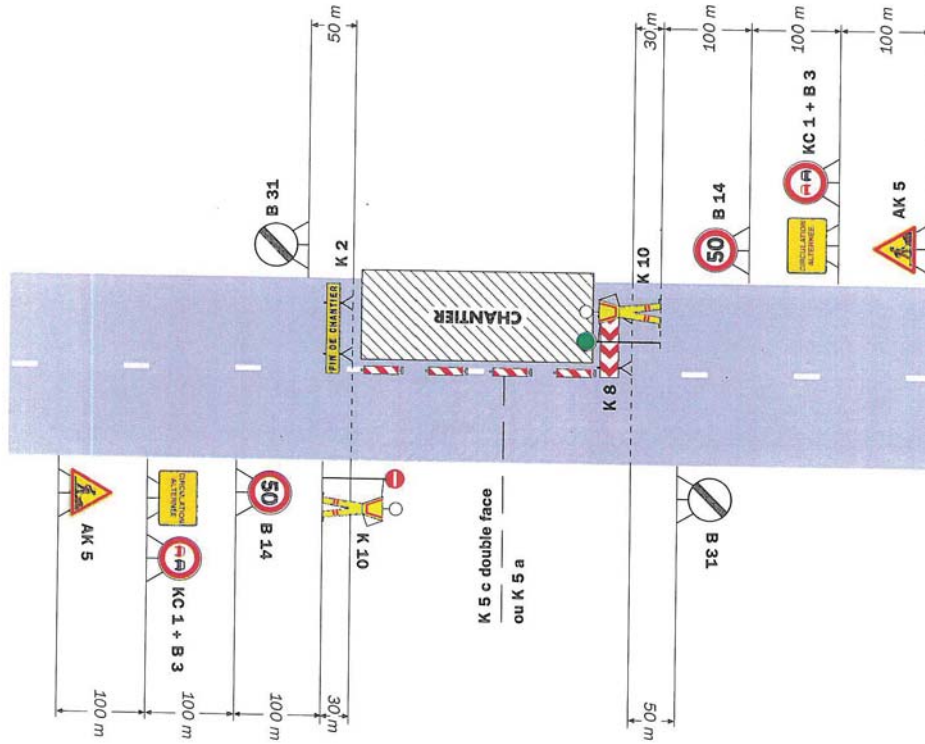 50 m
30 m
100 m
100 m
100 m
B 31
K 2
FIN DE CHANTIER
CHANTIER
K 10
K 8
B 14
50
KC 1 + B 3
CIRCULATION
ALTERNÉE
AK 5
AK 5
CIRCULATION
ALTERNÉE
KC 1 + B 3
50
B 14
K 10
K 5 c double face
ou K 5 a
B 31
100 m
100 m
100 m
30 m
50 m